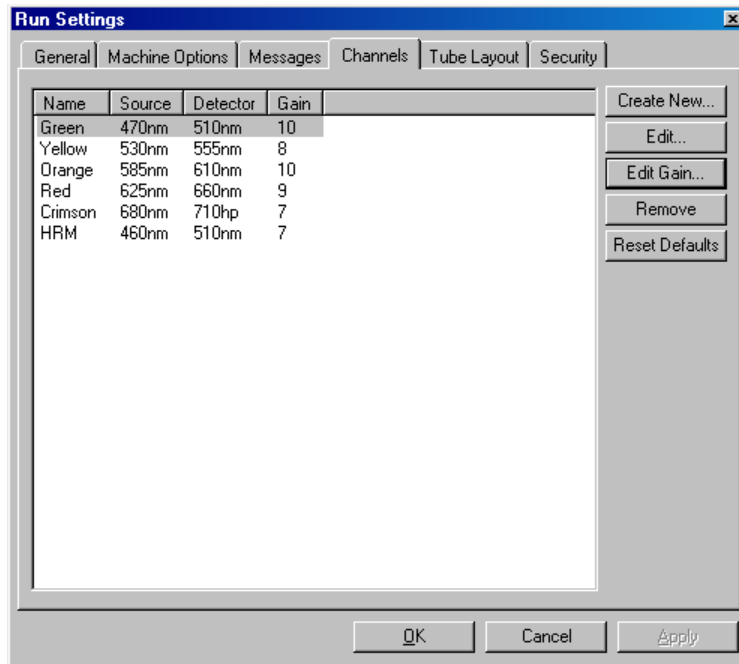 Run Settings
General Machine Options Messages Channels Tube Layout Security
Name Source Detector Gain
Green 470nm 510nm 10
Yellow 530nm 555nm 8
Orange 585nm 610nm 10
Red 625nm 660nm 9
Crimson 680nm 710hp 7
HRM 460nm 510nm 7
Create New...
Edit...
Edit Gain...
Remove
Reset Defaults
OK Cancel Apply